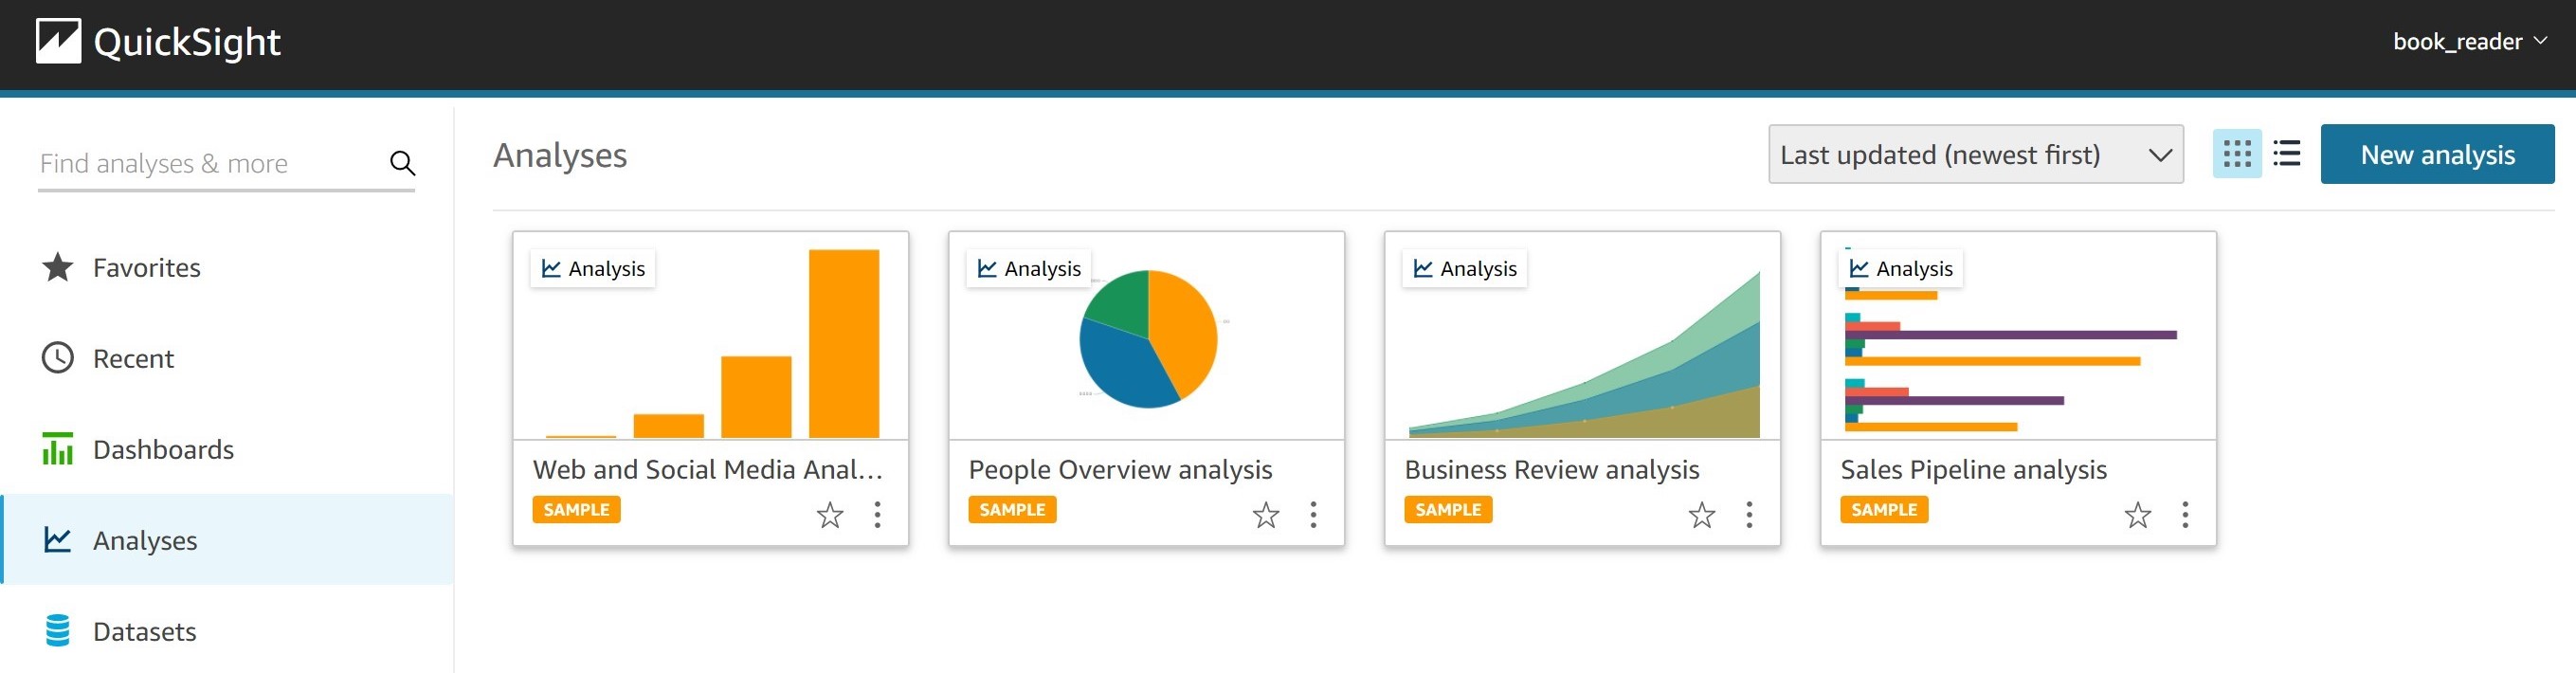 QuickSight
book_reader
Find analyses & more
Favorites
Recent
Dashboards
Analyses
Datasets
Analyses
Last updated (newest first)
New analysis
Analysis
Web and Social Media Anal...
SAMPLE
Analysis
People Overview analysis
SAMPLE
Analysis
Business Review analysis
SAMPLE
Analysis
Sales Pipeline analysis
SAMPLE